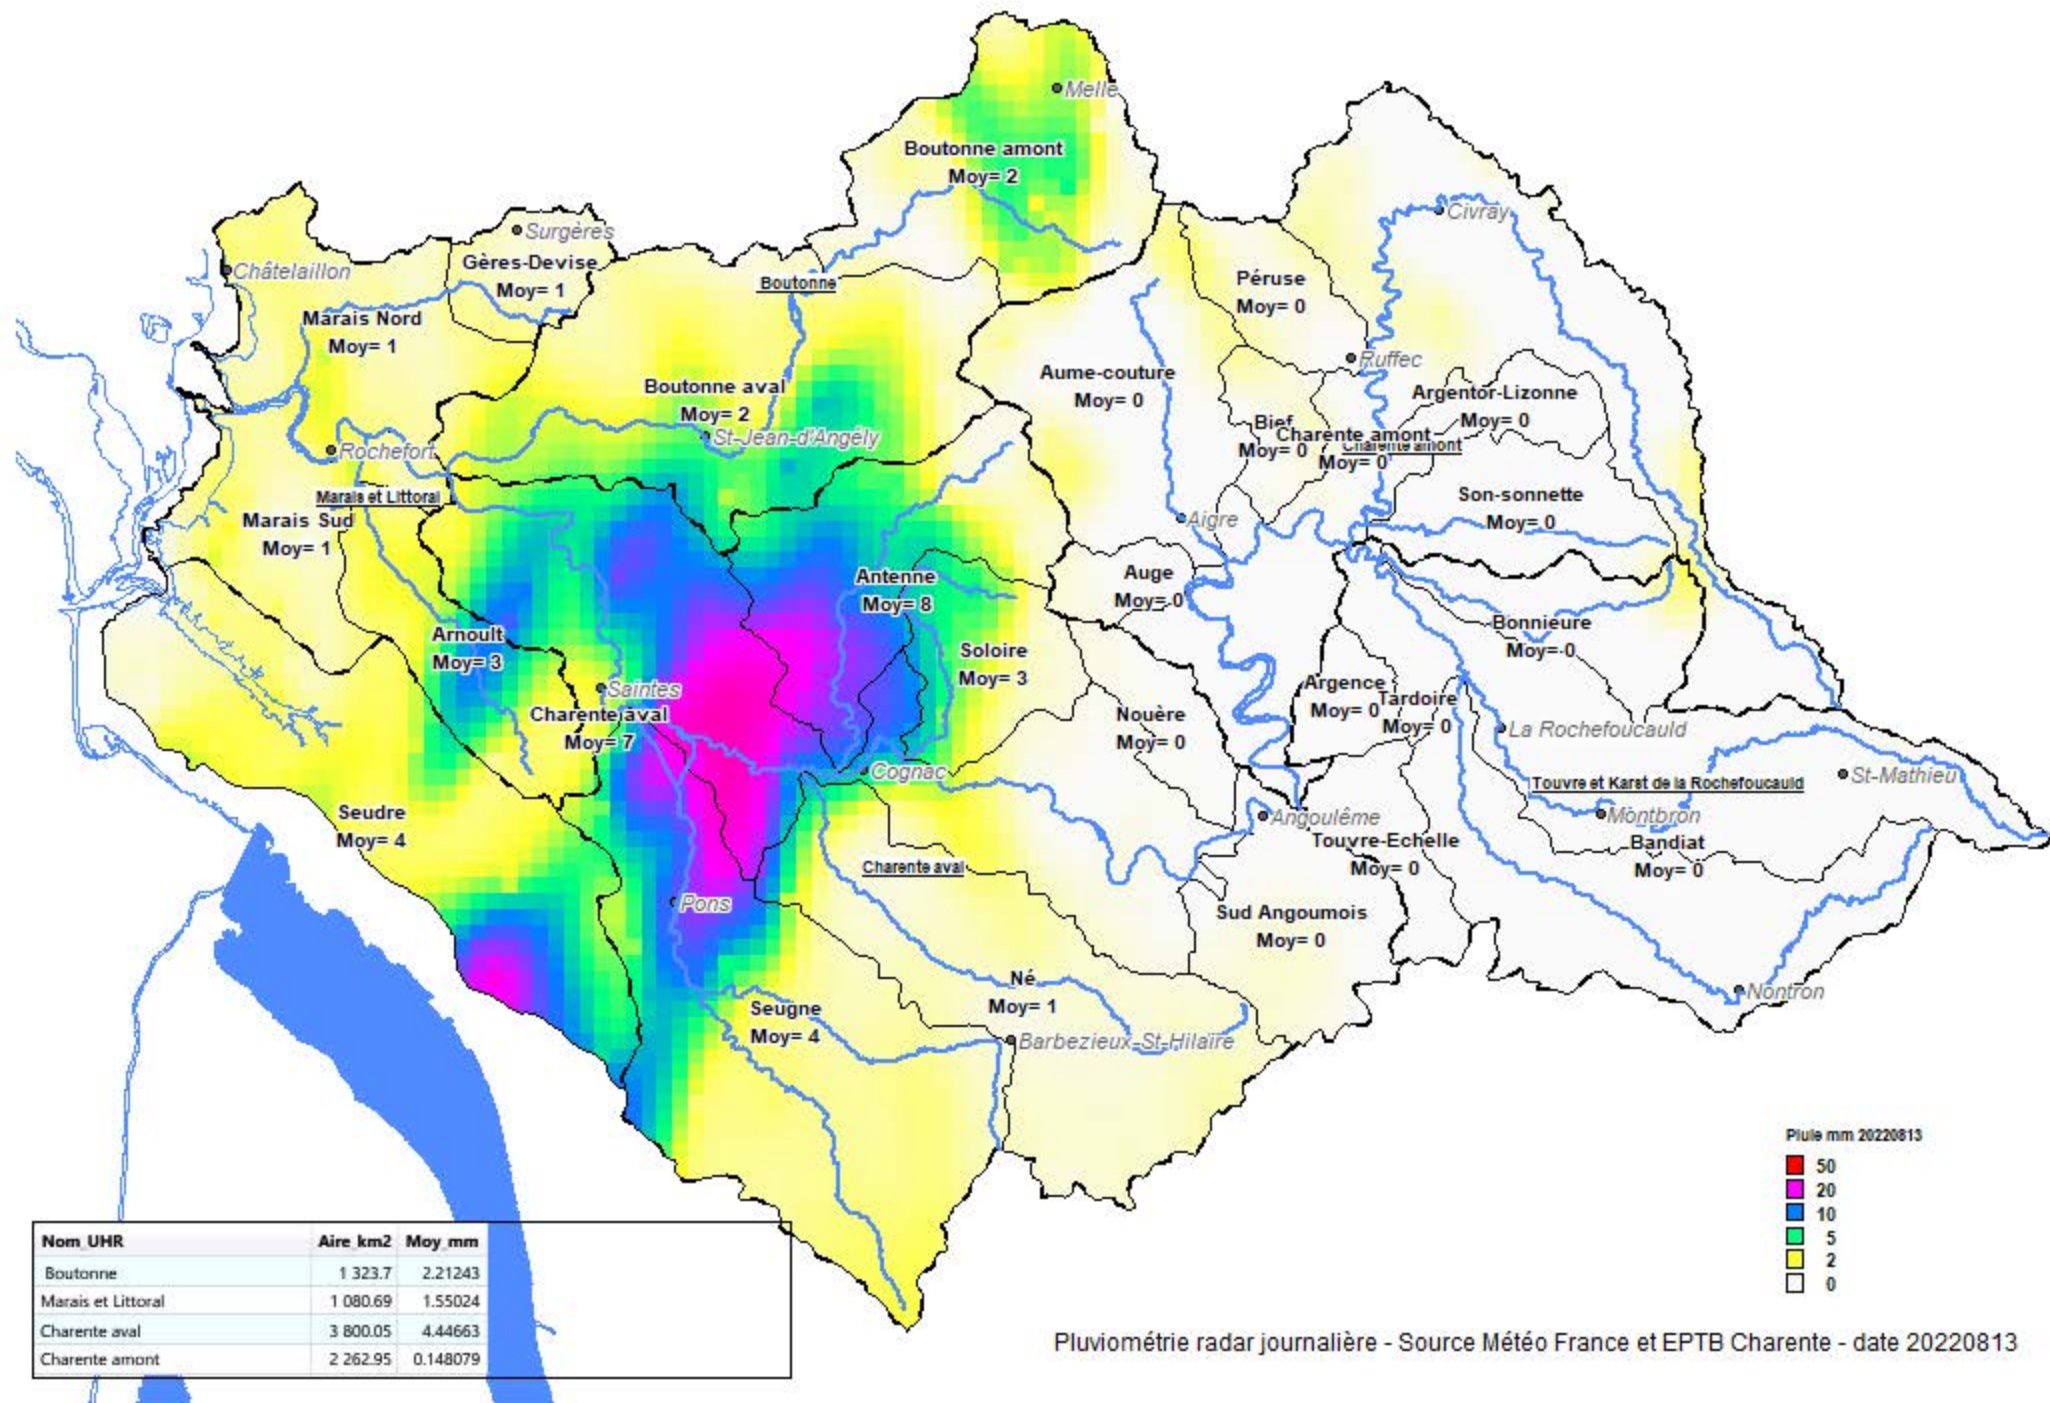 Melle
Boutonne amont
Moy= 2
Civray
Surgères
Châtelaillon
Gères-Devise
Moy= 1
Boutonne
Péruse
Moy= 0
Marais Nord
Moy= 1
Ruffec
Boutonne aval
Moy= 2
Aume-couture
Moy= 0
Argentor-Lizonne
Moy= 0
Bief
Moy= 0
Charente amont
Moy= 0
Charente amont
St-Jean-d'Angély
Rochefort
Marais et Littoral
Marais Sud
Moy= 1
Son-sonnette
Moy= 0
Aigre
Antenne
Moy= 8
Auge
Moy= 0
Arnoult
Moy= 3
Soloire
Moy= 3
Bonnieure
Moy= 0
Saintes
Charente aval
Moy= 7
Nouère
Moy= 0
Argence
Moy= 0
Tardoire
Moy= 0
La Rochefoucauld
Cognac
Touvre et Karst de la Rochefoucauld
St-Mathieu
Seudre
Moy= 4
Angoulême
Montbron
Touvre-Echelle
Moy= 0
Bandiat
Moy= 0
Charente aval
Pons
Sud Angoumois
Moy= 0
Né
Moy= 1
Seugne
Moy= 4
Nontron
Barbezieux-St-Hilaire
Pluie mm 20220813
50
20
10
5
2
0
Nom_UHR Aire_km2 Moy_mm
Boutonne 1 323.7 2.21243
Marais et Littoral 1 080.69 1.55024
Charente aval 3 800.05 4.44663
Charente amont 2 262.95 0.148079
Pluviométrie radar journalière - Source Météo France et EPTB Charente - date 20220813